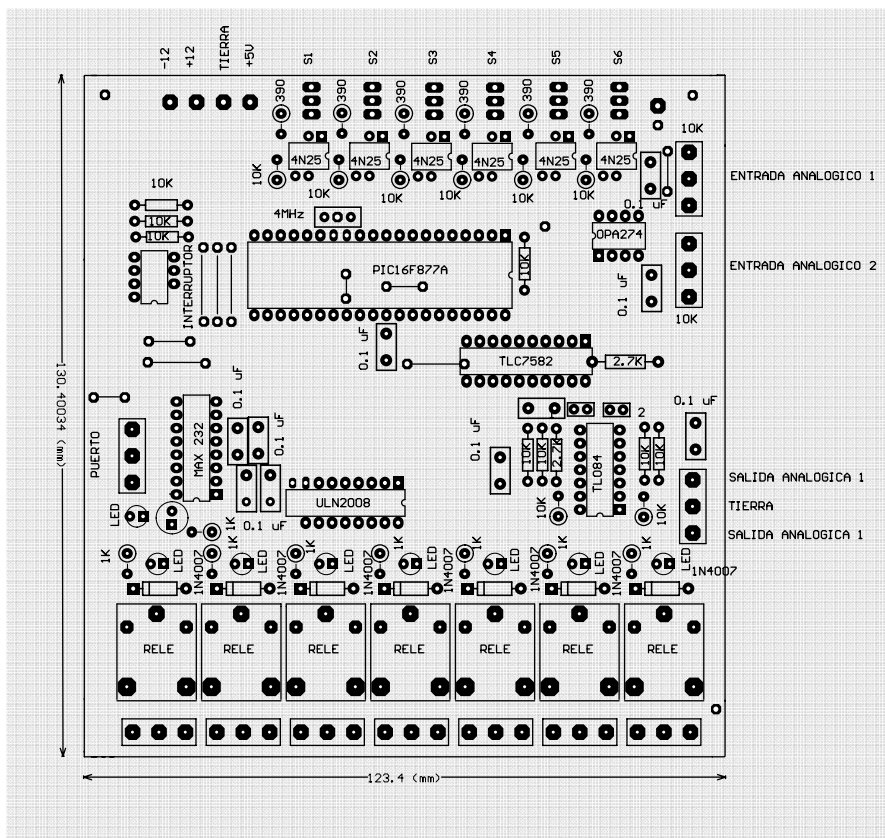 -12
+12
TIERRA
+5V
S1
S2
S3
S4
S5
S6
390
390
390
390
390
390
10K
4N25
4N25
4N25
4N25
4N25
4N25
ENTRADA ANALOGICO 1
10K
10K
10K
10K
10K
10K
10K
0.1 uF
4MHz
10K
10K
OPA274
INTERRUPTOR
PIC16F877A
10K
ENTRADA ANALOGICO 2
0.1 uF
10K
0.1 uF
TLC7582
2.7K
130.40034 (mm)
0.1 uF
0.1 uF
2
PUERTO
MAX 232
0.1 uF
0.1 uF
10K
10K
2.7K
TL084
10K
10K
SALIDA ANALOGICA 1
ULN2008
TIERRA
LED
0.1 uF
1K
10K
10K
SALIDA ANALOGICA 1
1K
1K
1K
1K
1K
1K
1K
LED
LED
LED
LED
LED
LED
LED
1N4007
1N4007
1N4007
1N4007
1N4007
1N4007
1N4007
RELE
RELE
RELE
RELE
RELE
RELE
RELE
123.4 (mm)